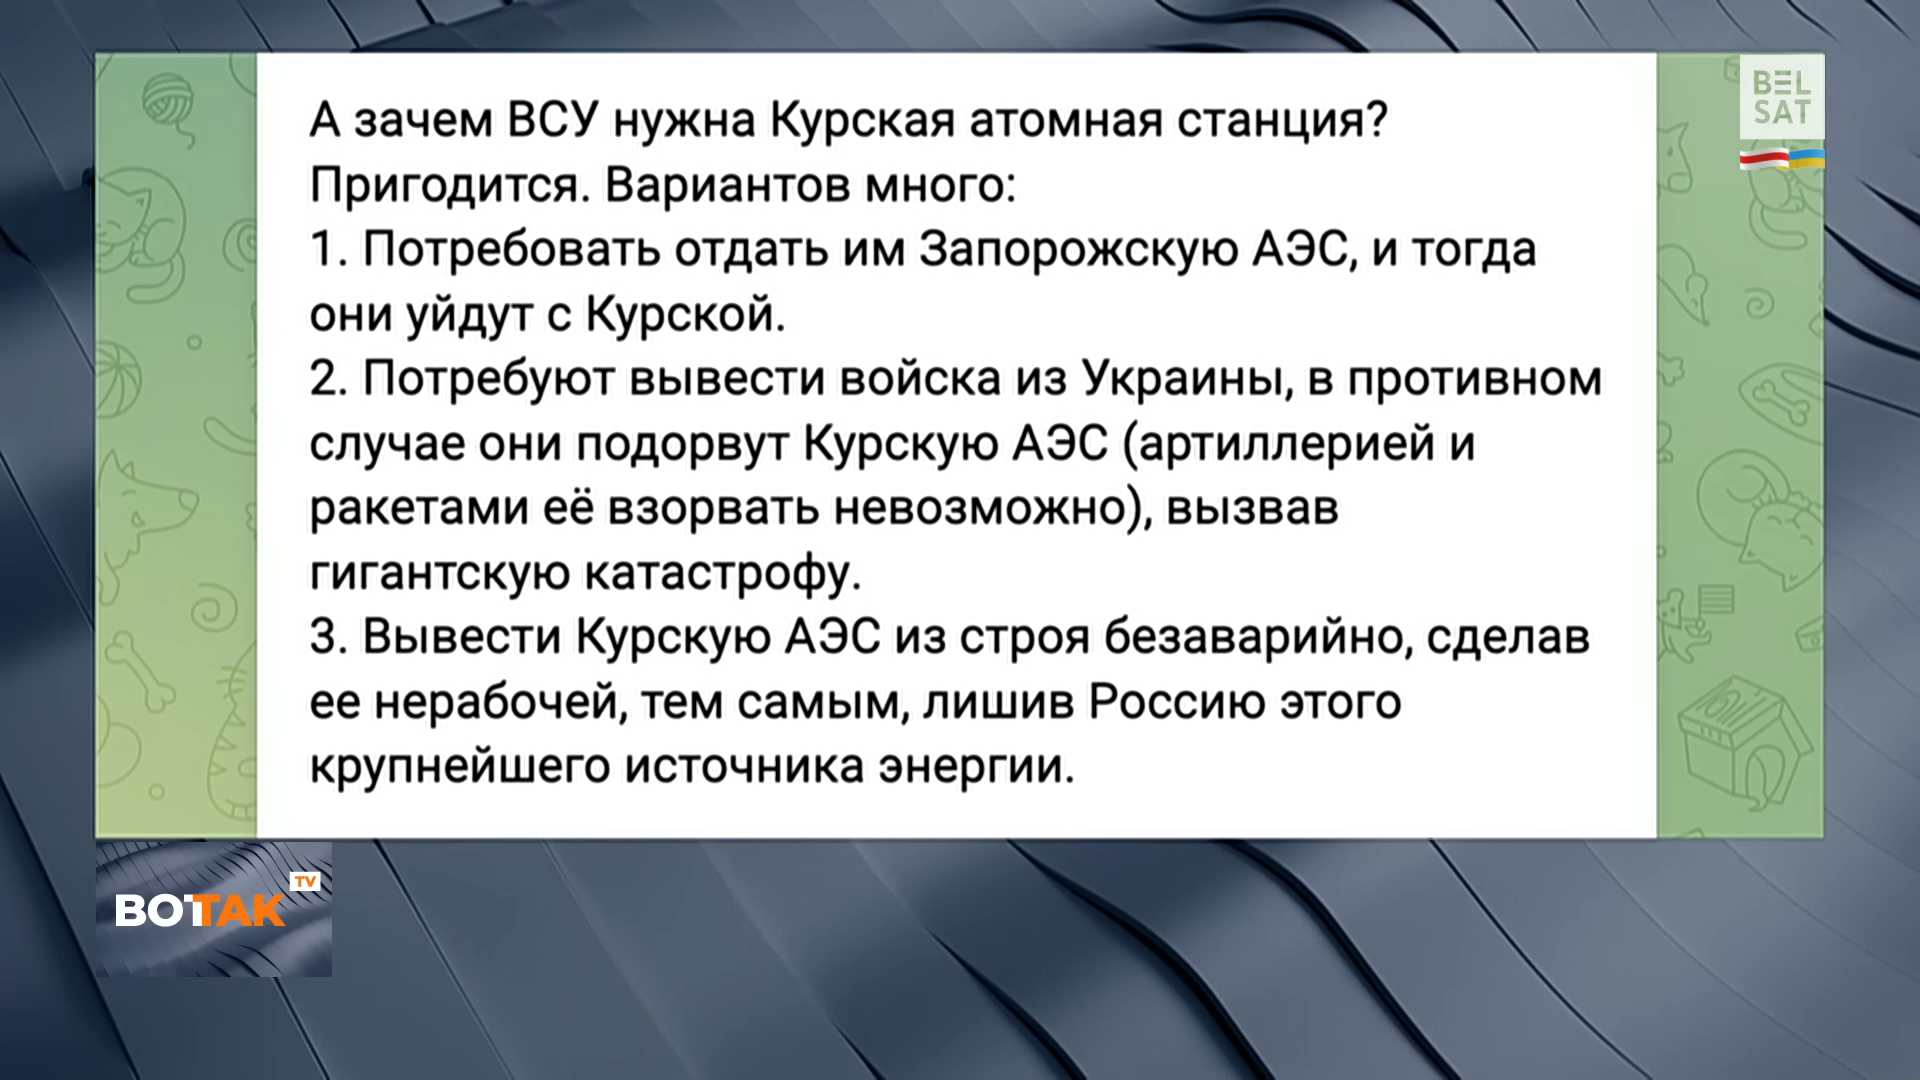 А зачем ВСУ нужна Курская атомная станция?
Пригодится. Вариантов много:
1. Потребовать отдать им Запорожскую АЭС, и тогда
они уйдут с Курской.
2. Потребуют вывести войска из Украины, в противном
случае они подорвут Курскую АЭС (артиллерией и
ракетами её взорвать невозможно), вызвав
гигантскую катастрофу.
3. Вывести Курскую АЭС из строя безаварийно, сделав
ее нерабочей, тем самым, лишив Россию этого
крупнейшего источника энергии.
BEL
SAT
ВОТТАК
TV